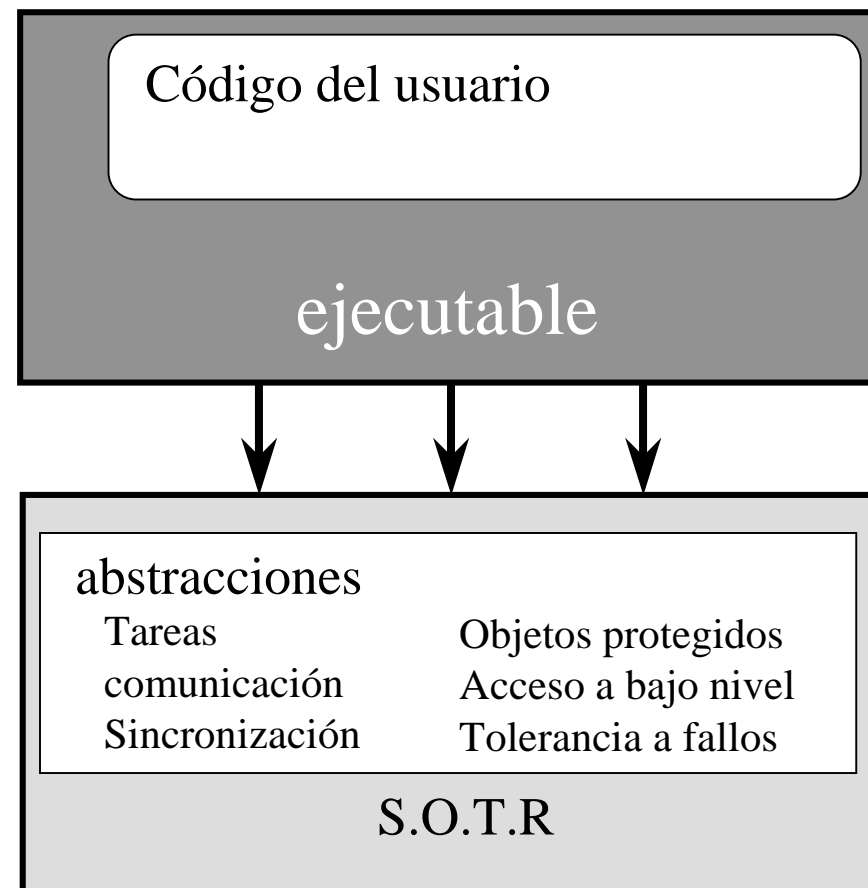 Código del usuario
ejecutable
abstracciones
Tareas
comunicación
Sincronización
Objetos protegidos
Acceso a bajo nivel
Tolerancia a fallos
S.O.T.R